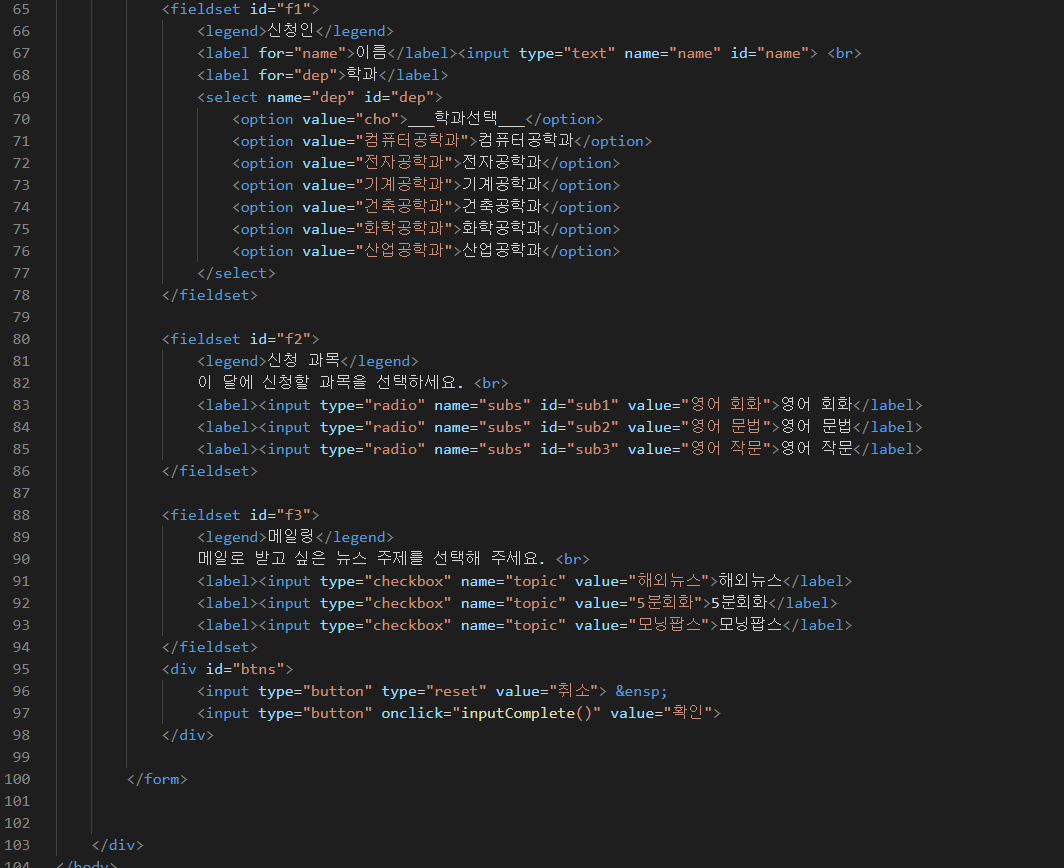 65 <fieldset id="f1">
66 <legend>신청인</legend>
67 <label for="name">이름</label><input type="text" name="name" id="name"> <br>
68 <label for="dep">학과</label>
69 <select name="dep" id="dep">
70 <option value="cho">___학과선택___</option>
71 <option value="컴퓨터공학과">컴퓨터공학과</option>
72 <option value="전자공학과">전자공학과</option>
73 <option value="기계공학과">기계공학과</option>
74 <option value="건축공학과">건축공학과</option>
75 <option value="화학공학과">화학공학과</option>
76 <option value="산업공학과">산업공학과</option>
77 </select>
78 </fieldset>
79
80 <fieldset id="f2">
81 <legend>신청 과목</legend>
82 이 달에 신청할 과목을 선택하세요. <br>
83 <label><input type="radio" name="subs" id="sub1" value="영어 회화">영어 회화</label>
84 <label><input type="radio" name="subs" id="sub2" value="영어 문법">영어 문법</label>
85 <label><input type="radio" name="subs" id="sub3" value="영어 작문">영어 작문</label>
86 </fieldset>
87
88 <fieldset id="f3">
89 <legend>메일링</legend>
90 메일로 받고 싶은 뉴스 주제를 선택해 주세요. <br>
91 <label><input type="checkbox" name="topic" value="해외뉴스">해외뉴스</label>
92 <label><input type="checkbox" name="topic" value="5분회화">5분회화</label>
93 <label><input type="checkbox" name="topic" value="모닝팝스">모닝팝스</label>
94 </fieldset>
95 <div id="btns">
96 <input type="button" type="reset" value="취소"> &ensp;
97 <input type="button" onclick="inputComplete()" value="확인">
98 </div>
99
100 </form>
101
102
103 </div>
104 </body>